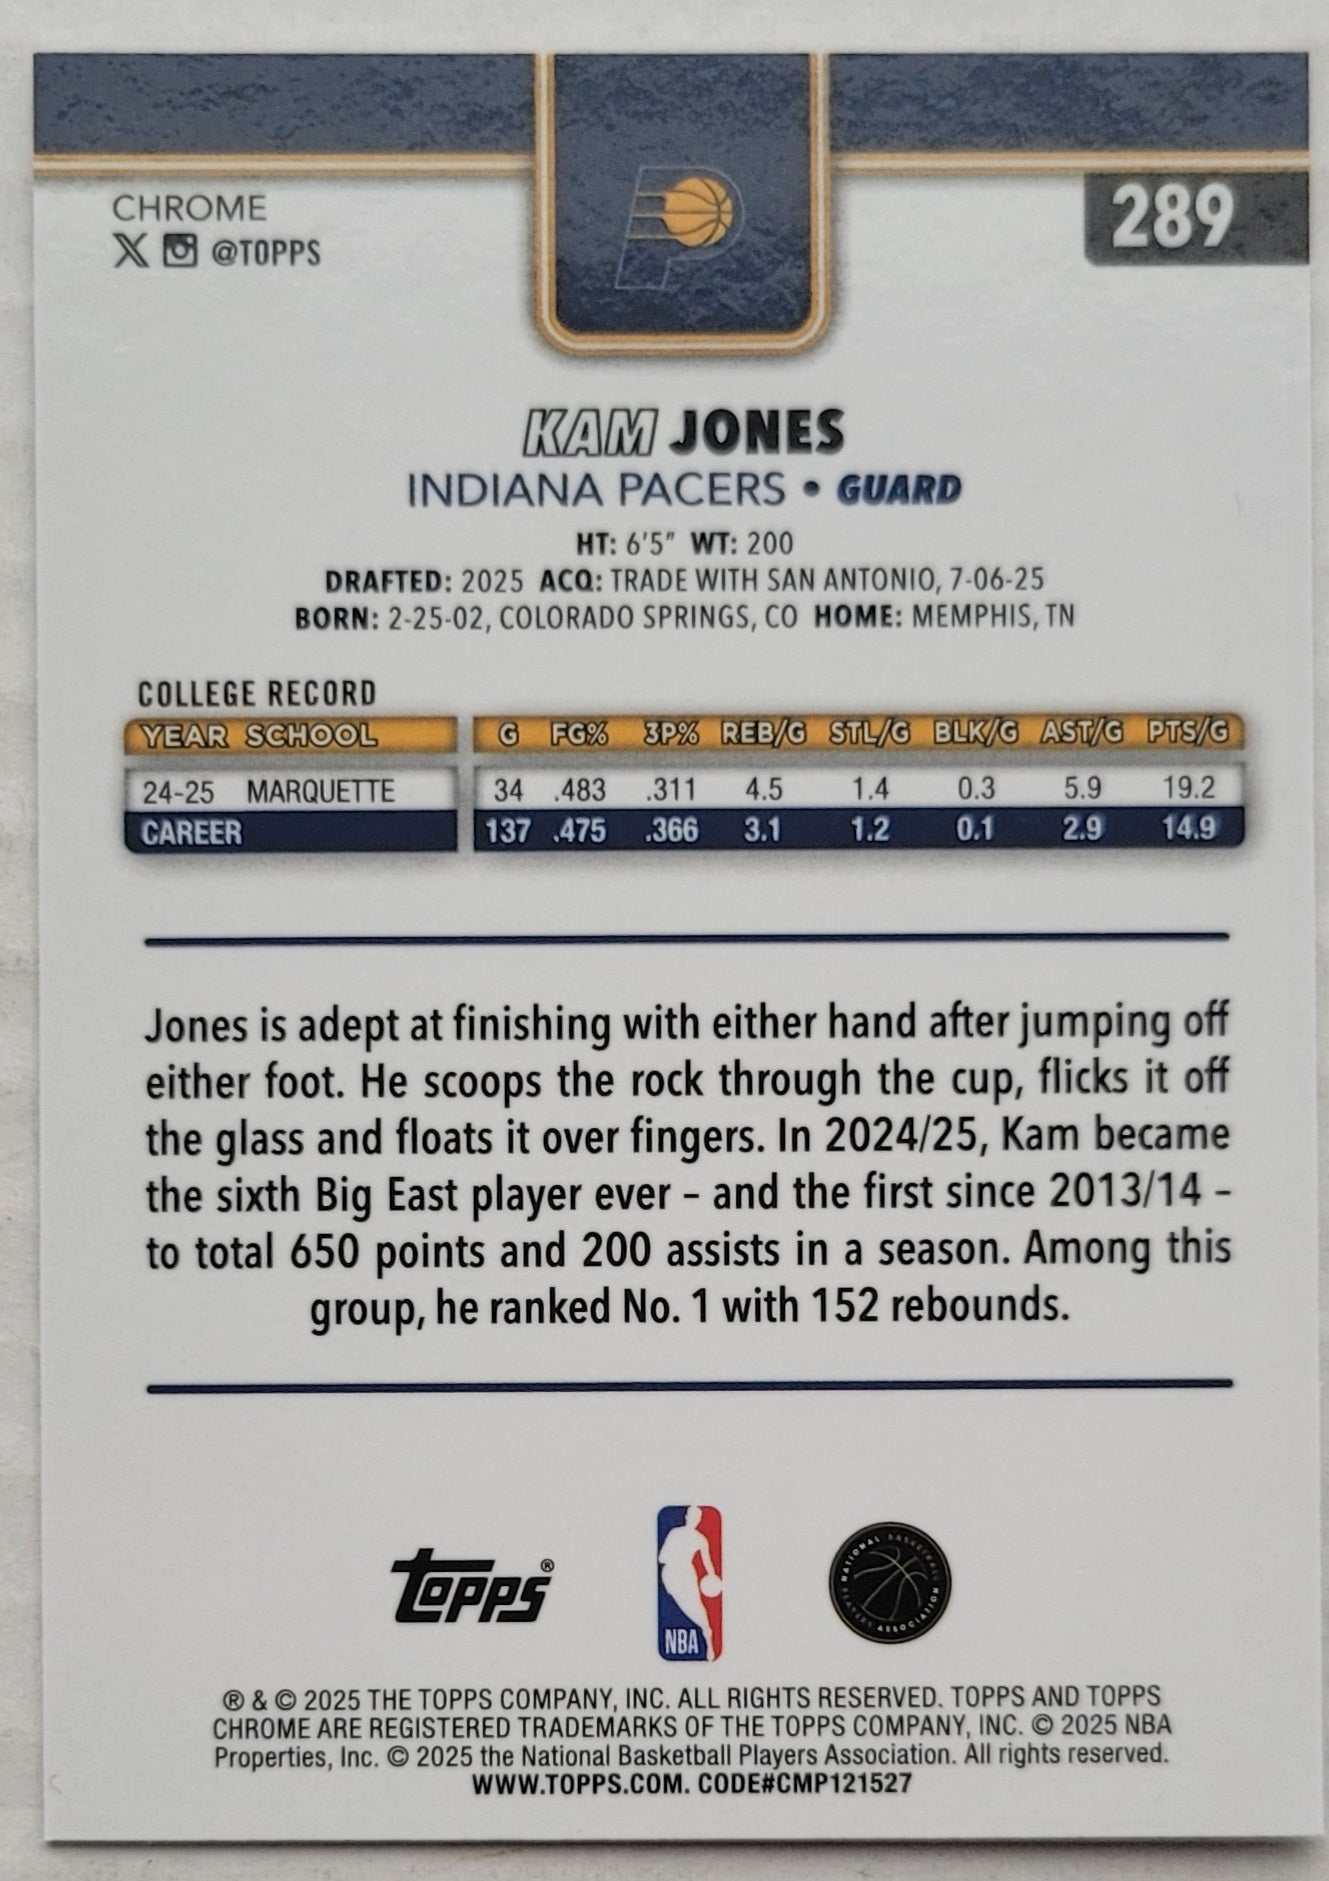 CHROME
289
@TOPPS
KAM JONES
INDIANA PACERS • GUARD
HT: 6'5" WT: 200
DRAFTED: 2025 ACQ: TRADE WITH SAN ANTONIO, 7-06-25
BORN: 2-25-02, COLORADO SPRINGS, CO HOME: MEMPHIS, TN
COLLEGE RECORD
YEAR SCHOOL G FG% 3P% REB/G STL/G BLK/G AST/G PTS/G
24-25 MARQUETTE 34 .483 .311 4.5 1.4 0.3 5.9 19.2
CAREER 137 .475 .366 3.1 1.2 0.1 2.9 14.9
Jones is adept at finishing with either hand after jumping off
either foot. He scoops the rock through the cup, flicks it off
the glass and floats it over fingers. In 2024/25, Kam became
the sixth Big East player ever – and the first since 2013/14 –
to total 650 points and 200 assists in a season. Among this
group, he ranked No. 1 with 152 rebounds.
TOPPS®
NBA
NATIONAL BASKETBALL PLAYERS ASSOCIATION
® & © 2025 THE TOPPS COMPANY, INC. ALL RIGHTS RESERVED. TOPPS AND TOPPS
CHROME ARE REGISTERED TRADEMARKS OF THE TOPPS COMPANY, INC. © 2025 NBA
Properties, Inc. © 2025 the National Basketball Players Association. All rights reserved.
WWW.TOPPS.COM. CODE#CMP121527